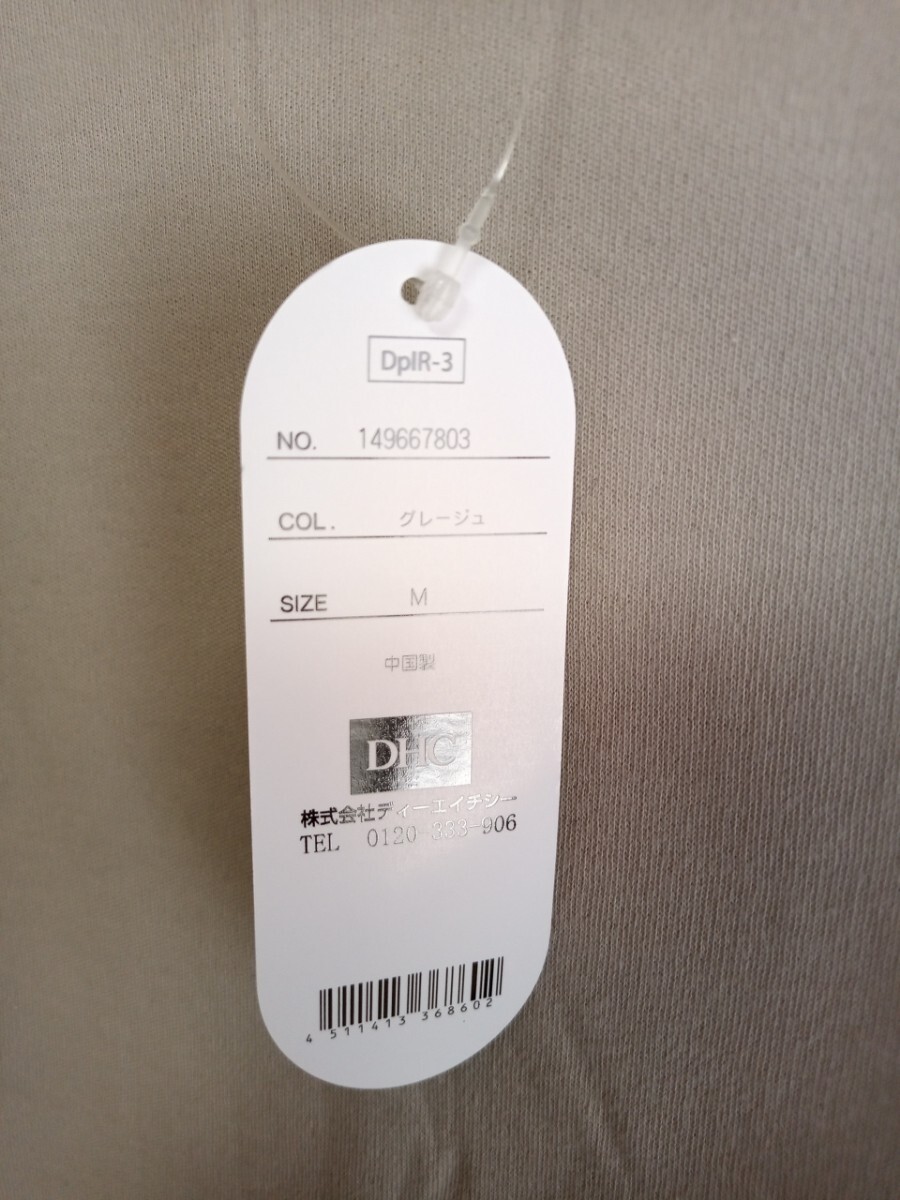 DpIR-3
NO. 149667803
COL. グレージュ
SIZE M
中国製
DHC
株式会社ディーエイチシー
TEL 0120-333-906
4 511413 368602